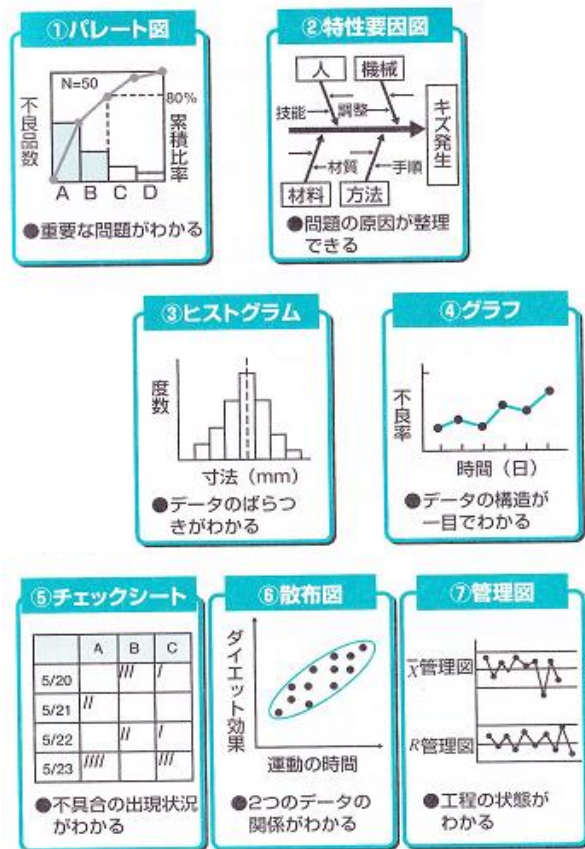 ①パレート図
N=50
80%
不良品数
累積比率
A B C D
●重要な問題がわかる
②特性要因図
人 機械
技能 調整
キズ発生
材質 手順
材料 方法
●問題の原因が整理
できる
③ヒストグラム
度数
寸法（mm）
●データのばらつ
きがわかる
④グラフ
不良率
時間（日）
●データの構造が
一目でわかる
⑤チェックシート
A B C
5/20 /// /
5/21 //
5/22 // /
5/23 //// ///
●不具合の出現状況
がわかる
⑥散布図
ダイエット効果
運動の時間
●2つのデータの
関係がわかる
⑦管理図
X̄管理図
R管理図
●工程の状態が
わかる